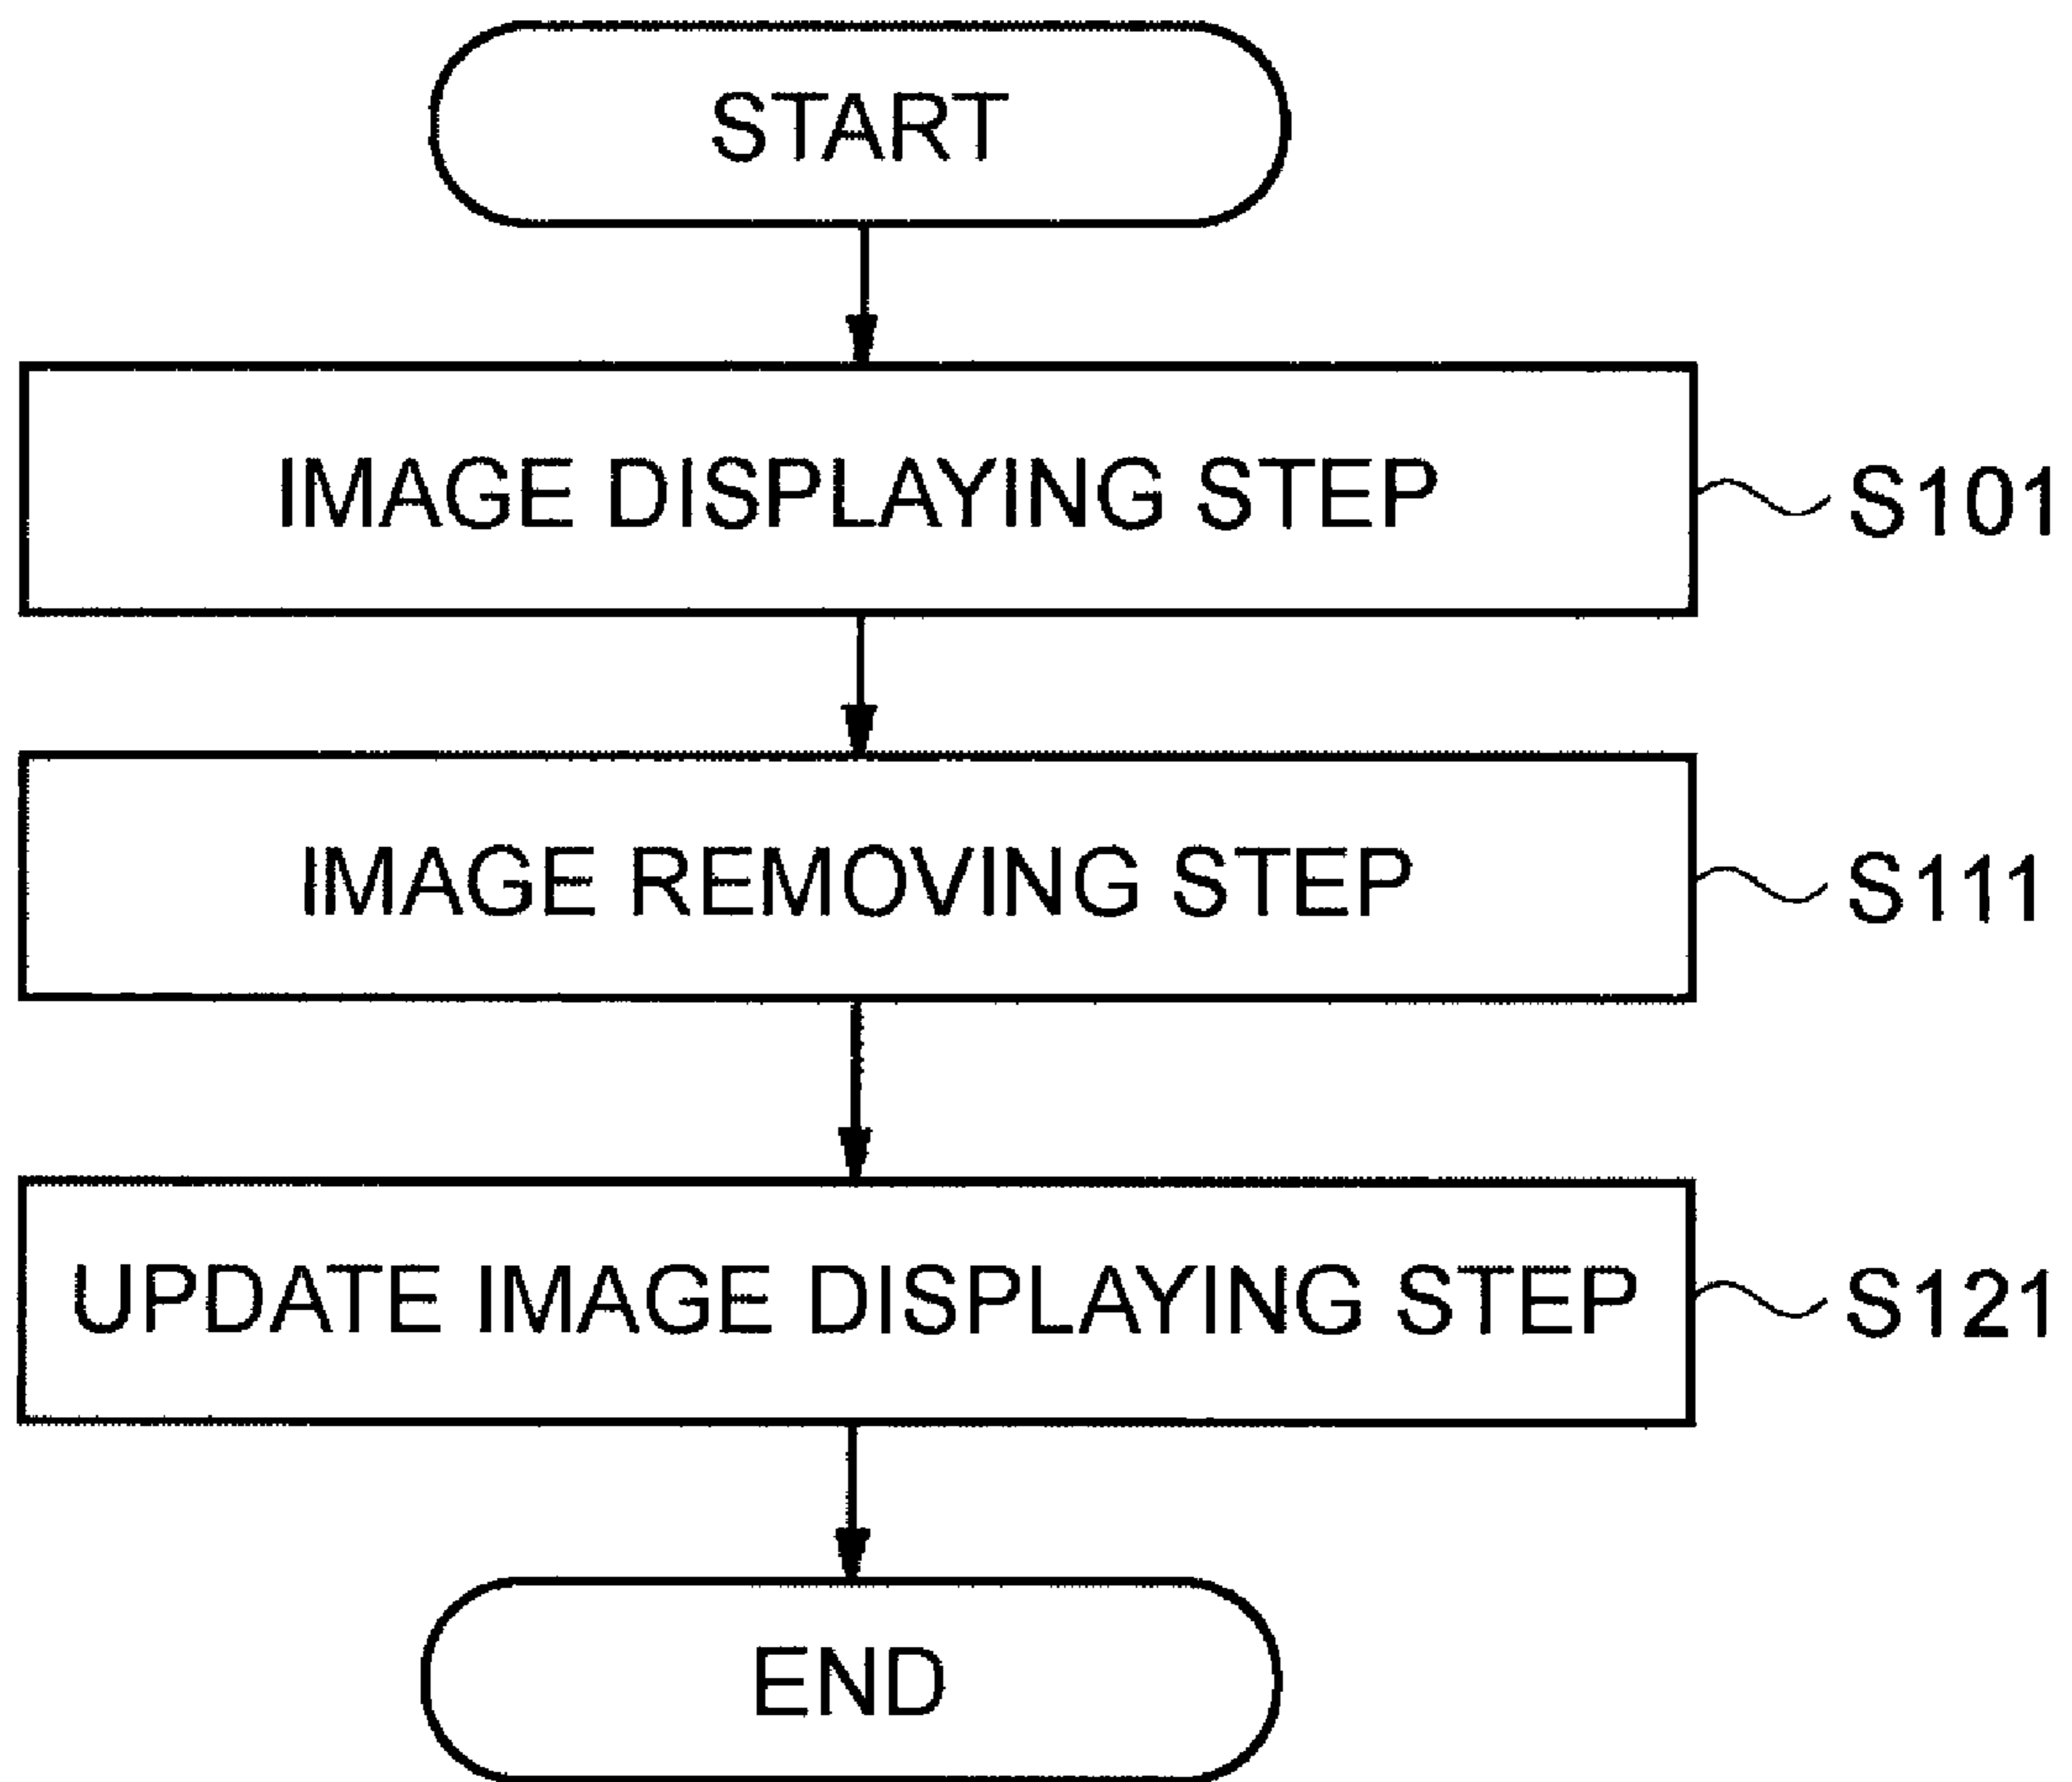 START
IMAGE DISPLAYING STEP
S101
IMAGE REMOVING STEP
S111
UPDATE IMAGE DISPLAYING STEP
S121
END